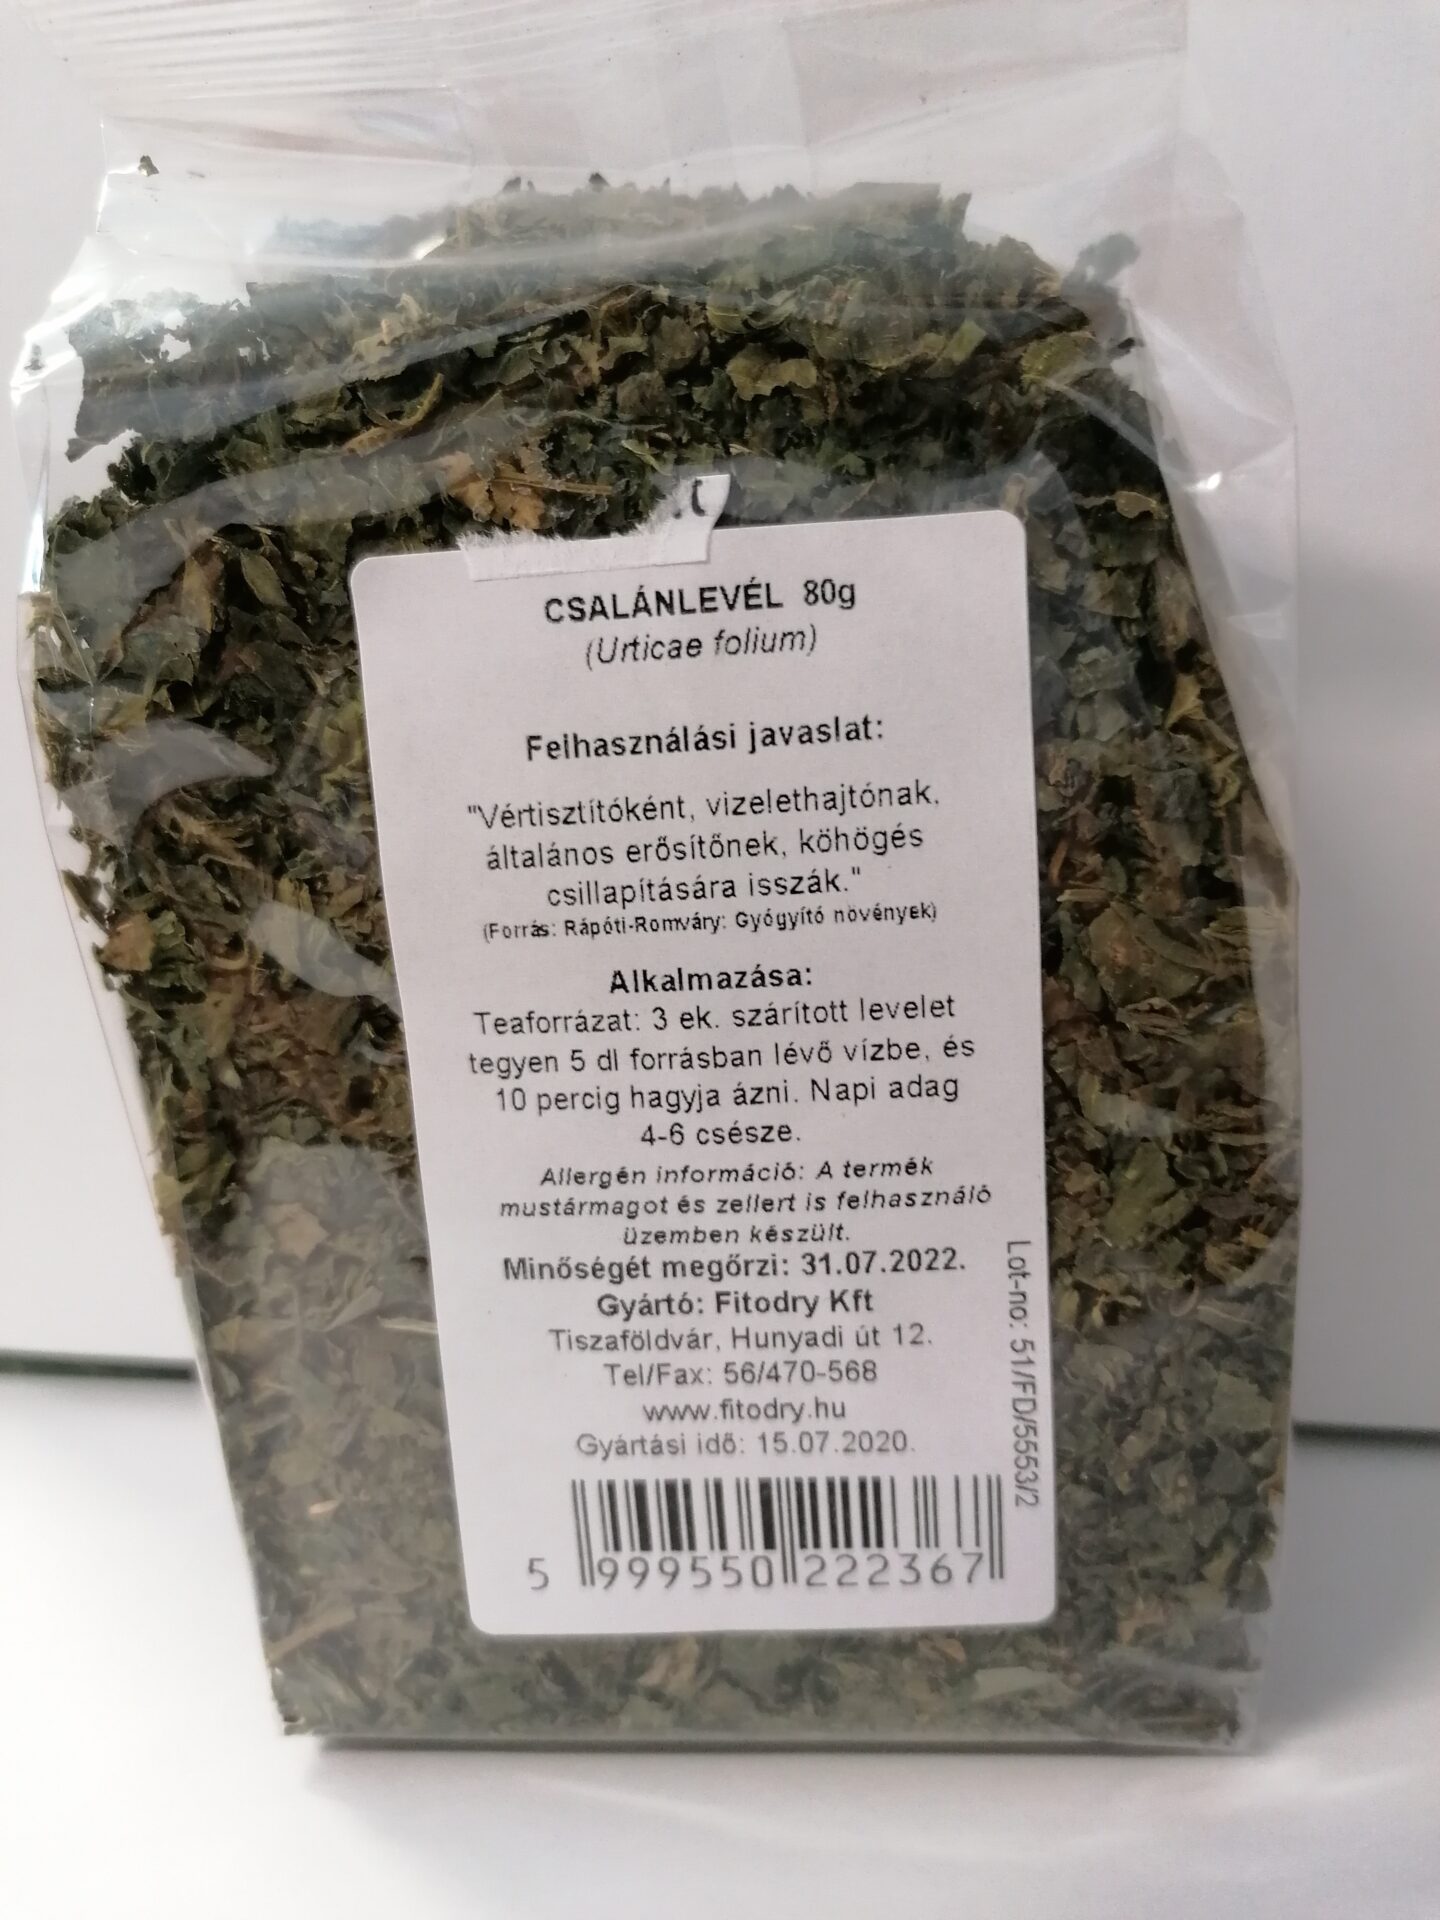 CSALÁNLEVÉL 80g
(Urticae folium)
Felhasználási javaslat:
"Vértisztítóként, vizelethajtónak,
általános erősítőnek, köhögés
csillapítására isszák."
(Forrás: Rápóti-Romváry: Gyógyító növények)
Alkalmazása:
Teaforrázat: 3 ek. szárított levelet
tegyen 5 dl forrásban lévő vízbe, és
10 percig hagyja ázni. Napi adag
4-6 csésze.
Allergén információ: A termék
mustármagot és zellert is felhasználó
üzemben készült.
Minőségét megőrzi: 31.07.2022.
Gyártó: Fitodry Kft
Tiszaföldvár, Hunyadi út 12.
Tel/Fax: 56/470-568
www.fitodry.hu
Gyártási idő: 15.07.2020.
Lot-no: 51/FD/5553/2
5 999550 222367